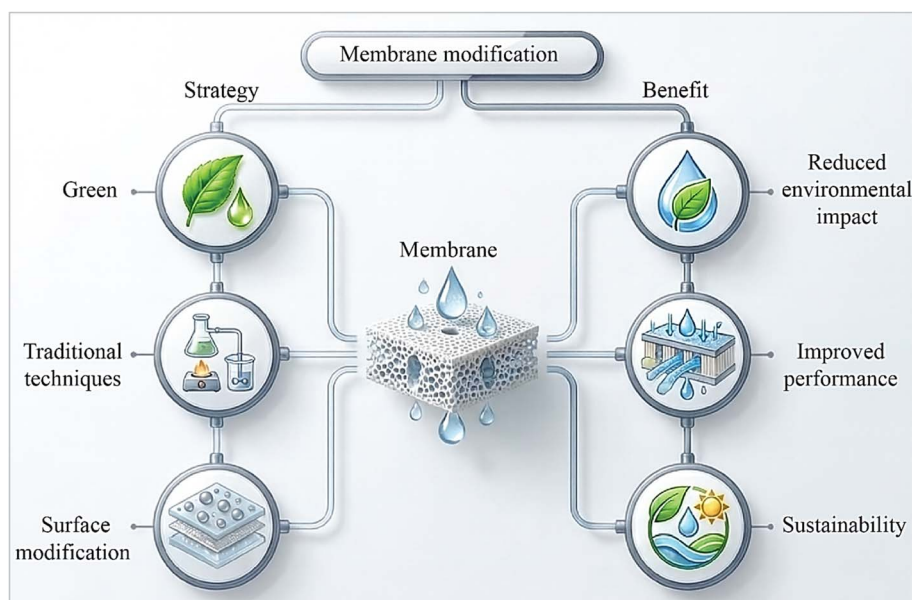 Membrane modification
Strategy
Benefit
Green
Reduced
environmental
impact
Membrane
Traditional
techniques
Improved
performance
Surface
modification
Sustainability